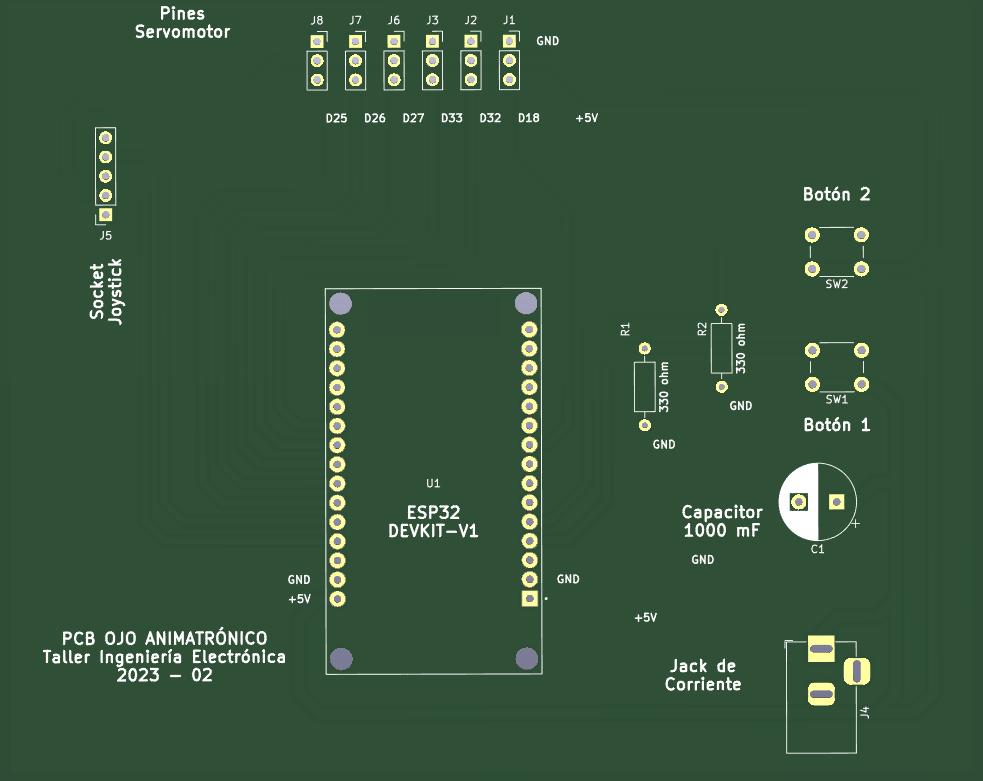 Pines
Servomotor
J8 J7 J6 J3 J2 J1
GND
D25 D26 D27 D33 D32 D18 +5V
J5
Socket
Joystick
Botón 2
SW2
R1
330 ohm
GND
R2
330 ohm
GND
SW1
Botón 1
U1
ESP32
DEVKIT-V1
GND
+5V
GND
Capacitor
1000 mF
C1
+
GND
+5V
PCB OJO ANIMATRÓNICO
Taller Ingeniería Electrónica
2023 - 02
Jack de
Corriente
J4